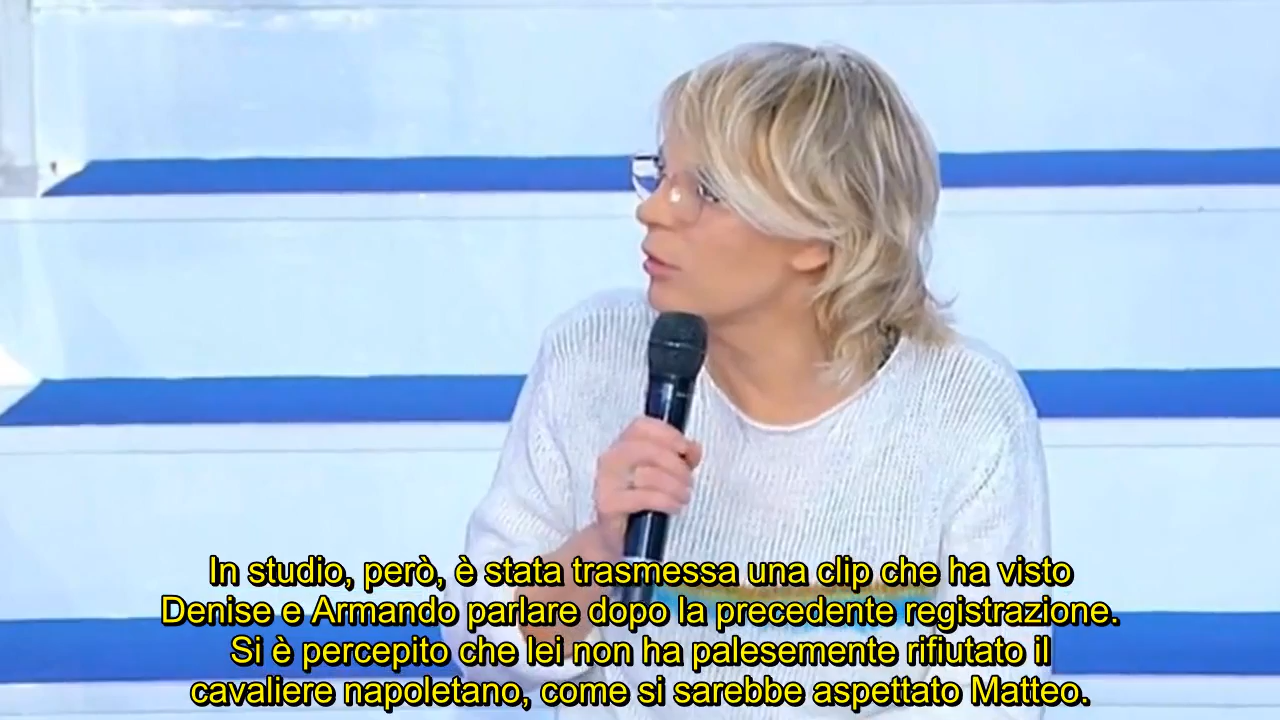 In studio, però, è stata trasmessa una clip che ha visto
Denise e Armando parlare dopo la precedente registrazione.
Si è percepito che lei non ha palesemente rifiutato il
cavaliere napoletano, come si sarebbe aspettato Matteo.